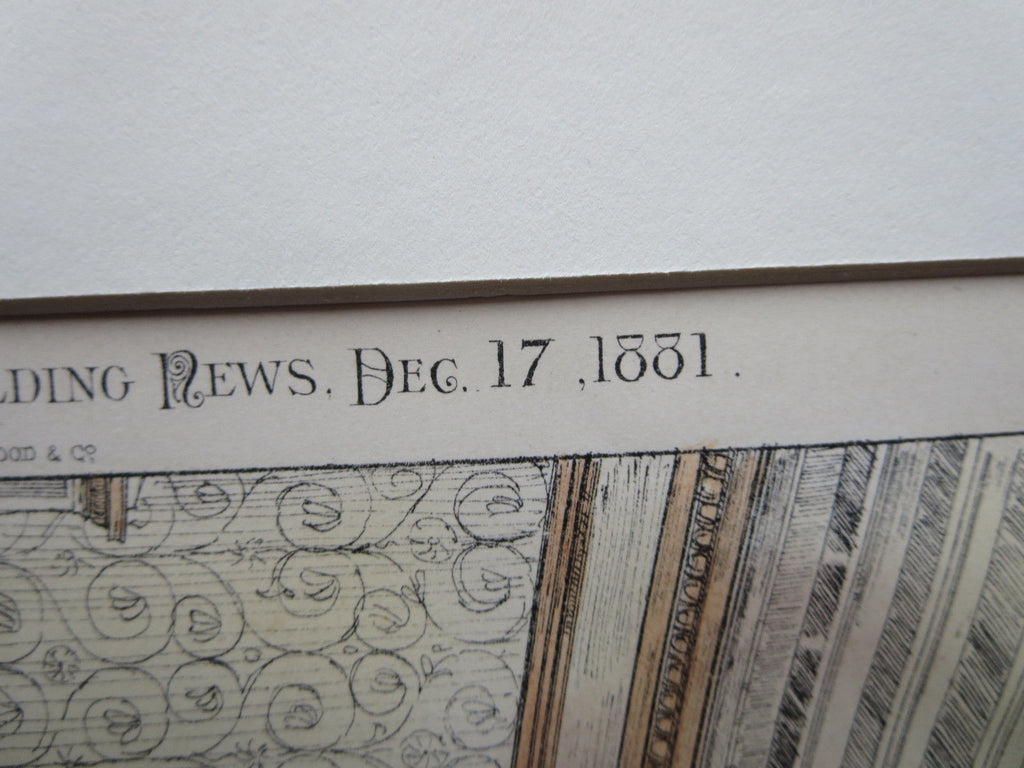 LDING NEWS. DEC. 17 ,1881 .
OOD & Co